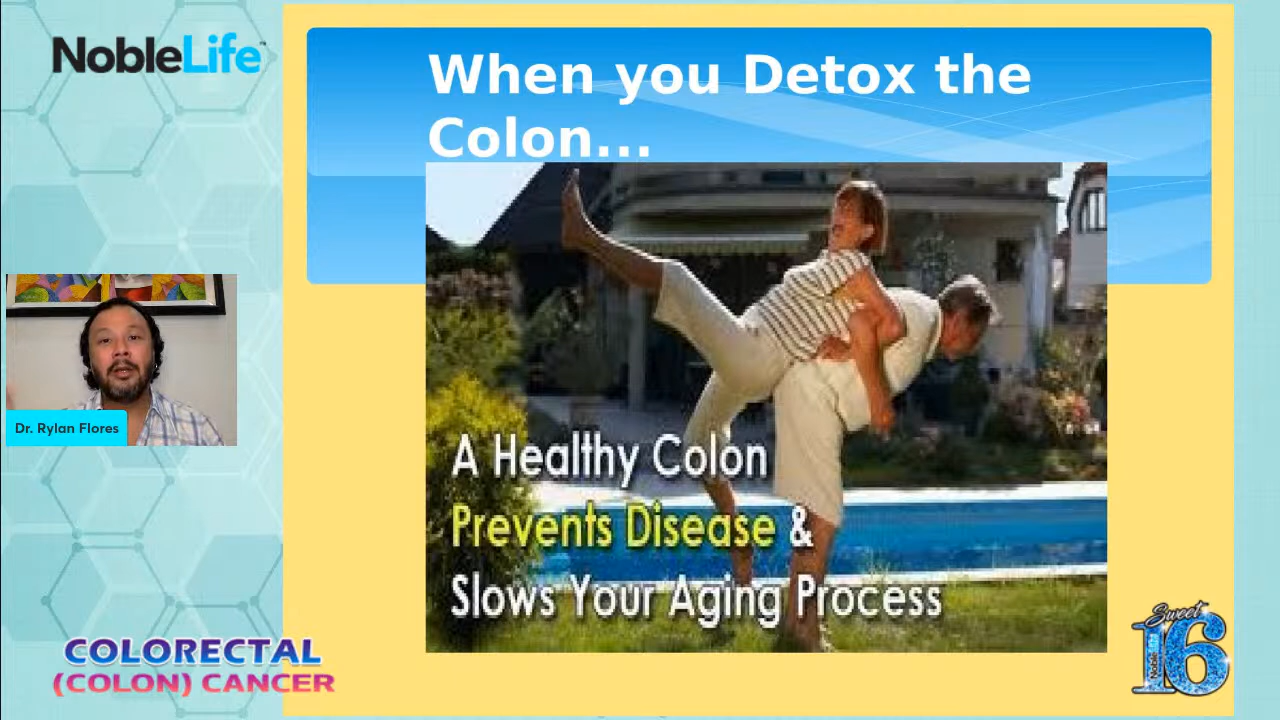 NobleLife™
When you Detox the
Colon...
Dr. Rylan Flores
A Healthy Colon
Prevents Disease &
Slows Your Aging Process
COLORECTAL
(COLON) CANCER
Sweet
16
NobleLife